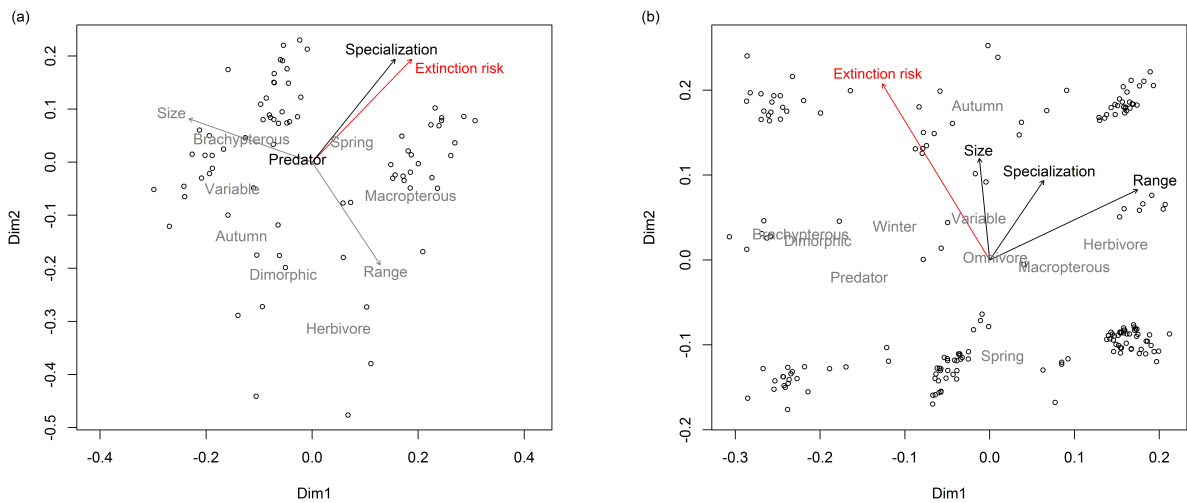 (a)
0.2
0.1
0.0
-0.1
-0.2
-0.3
-0.4
-0.5
Dim2
Specialization
Extinction risk
Size
Brachypterous
Spring
Predator
Variable
Macropterous
Autumn
Dimorphic
Range
Herbivore
-0.4
-0.2
0.0
0.2
0.4
Dim1
(b)
0.2
0.1
0.0
-0.1
-0.2
Dim2
Extinction risk
Autumn
Size
Specialization
Range
Variable
Winter
Brachypterous
Dimorphic
Herbivore
Omnivore
Macropterous
Predator
Spring
-0.3
-0.2
-0.1
0.0
0.1
0.2
Dim1